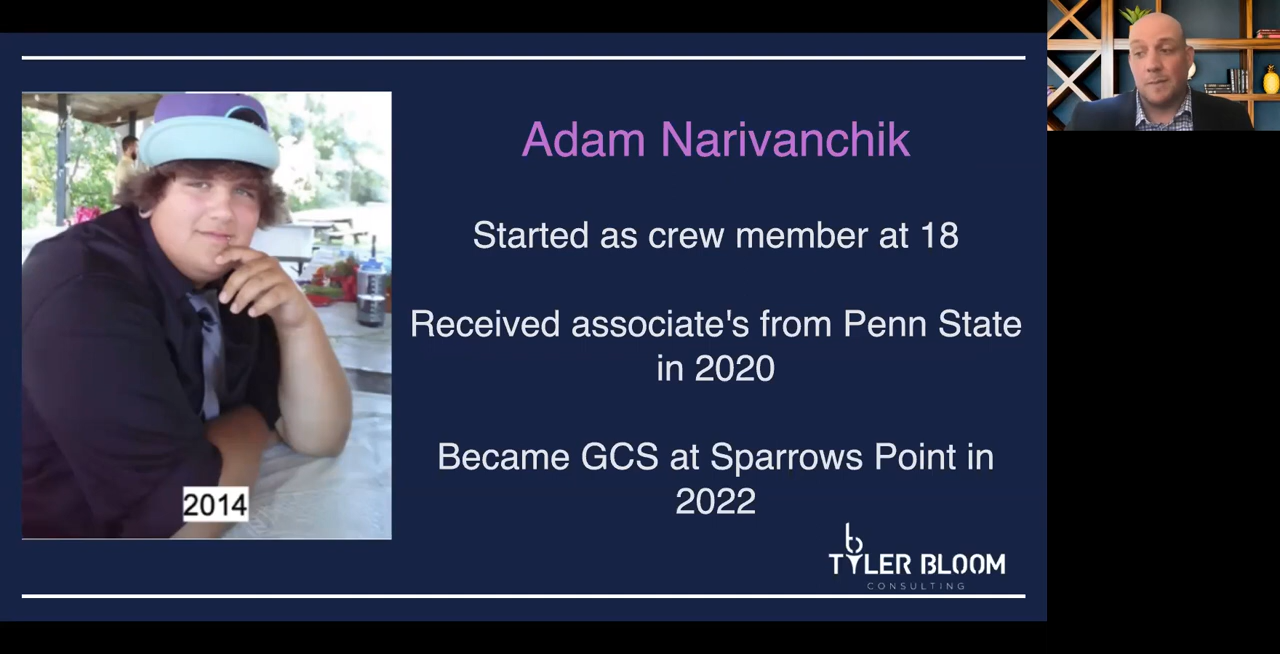 Adam Narivanchik
Started as crew member at 18
Received associate's from Penn State
in 2020
Became GCS at Sparrows Point in
2022
2014
TYLER BLOOM
CONSULTING